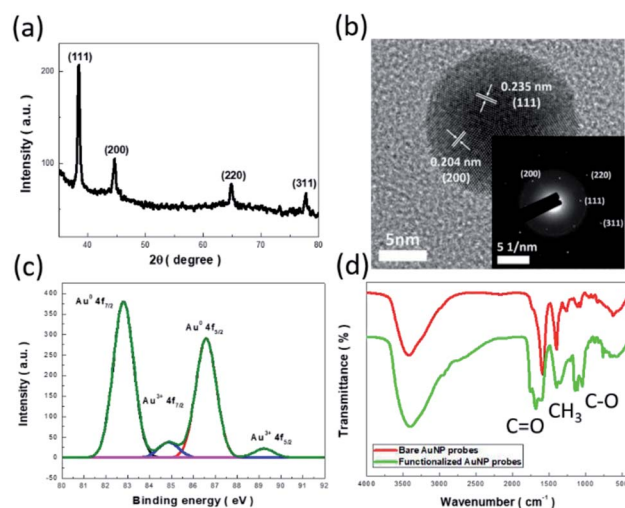 (a)
(111)
(200)
(220)
(311)
200
100
Intensity ( a.u. )
40
50
60
70
80
2θ ( degree )
(b)
0.235 nm
(111)
0.204 nm
(200)
5nm
(200)
(220)
(111)
(311)
5 1/nm
(c)
Au⁰ 4f7/2
Au⁰ 4f5/2
Au³⁺ 4f7/2
Au³⁺ 4f5/2
400
350
300
250
200
150
100
50
0
-50
Intensity ( a.u. )
80
81
82
83
84
85
86
87
88
89
90
91
92
Binding energy ( eV )
(d)
Transmittance ( % )
C=O
CH3
C-O
Bare AuNP probes
Functionalized AuNP probes
4000
3500
3000
2500
2000
1500
1000
500
Wavenumber ( cm⁻¹ )